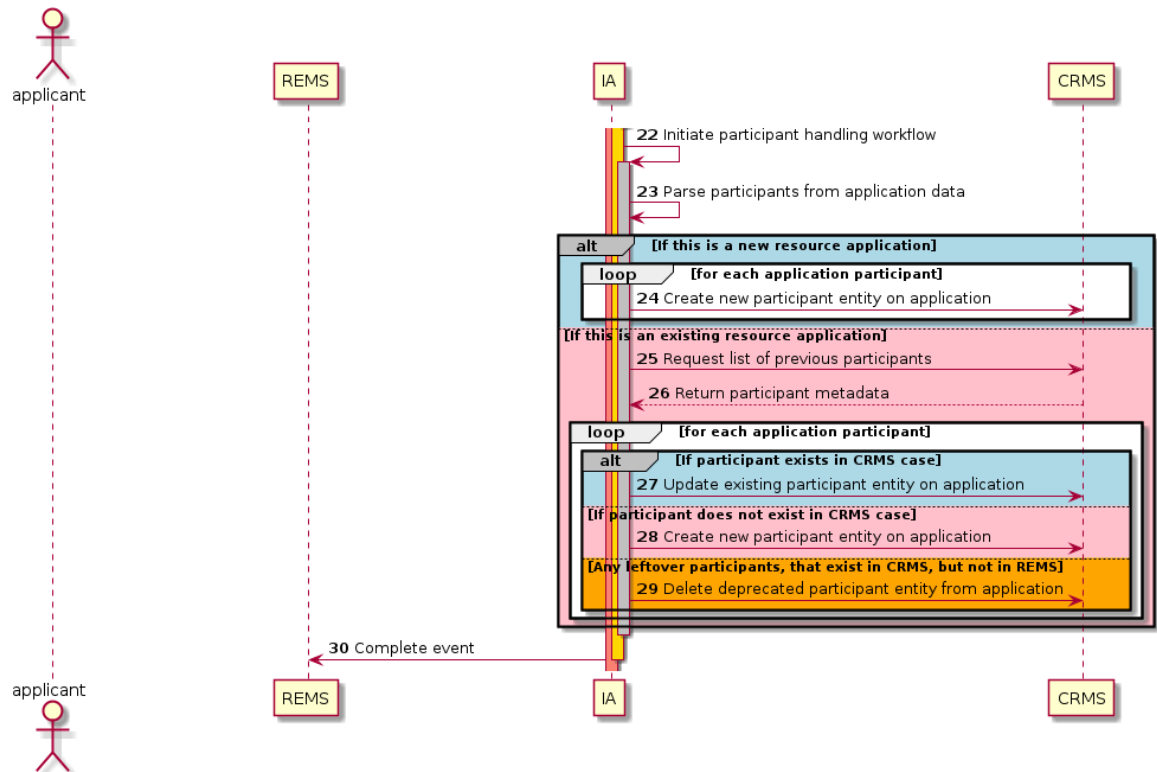 applicant
REMS
IA
CRMS
22 Initiate participant handling workflow
23 Parse participants from application data
alt [If this is a new resource application]
loop [for each application participant]
24 Create new participant entity on application
[If this is an existing resource application]
25 Request list of previous participants
26 Return participant metadata
loop [for each application participant]
alt [If participant exists in CRMS case]
27 Update existing participant entity on application
[If participant does not exist in CRMS case]
28 Create new participant entity on application
[Any leftover participants, that exist in CRMS, but not in REMS]
29 Delete deprecated participant entity from application
30 Complete event
applicant
REMS
IA
CRMS